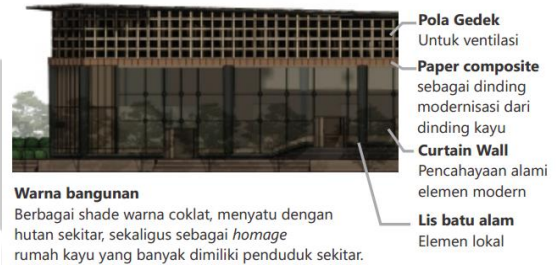 Pola Gedek
Untuk ventilasi
Paper composite
sebagai dinding
modernisasi dari
dinding kayu
Curtain Wall
Pencahayaan alami
elemen modern
Lis batu alam
Elemen lokal
Warna bangunan
Berbagai shade warna coklat, menyatu dengan
hutan sekitar, sekaligus sebagai homage
rumah kayu yang banyak dimiliki penduduk sekitar.